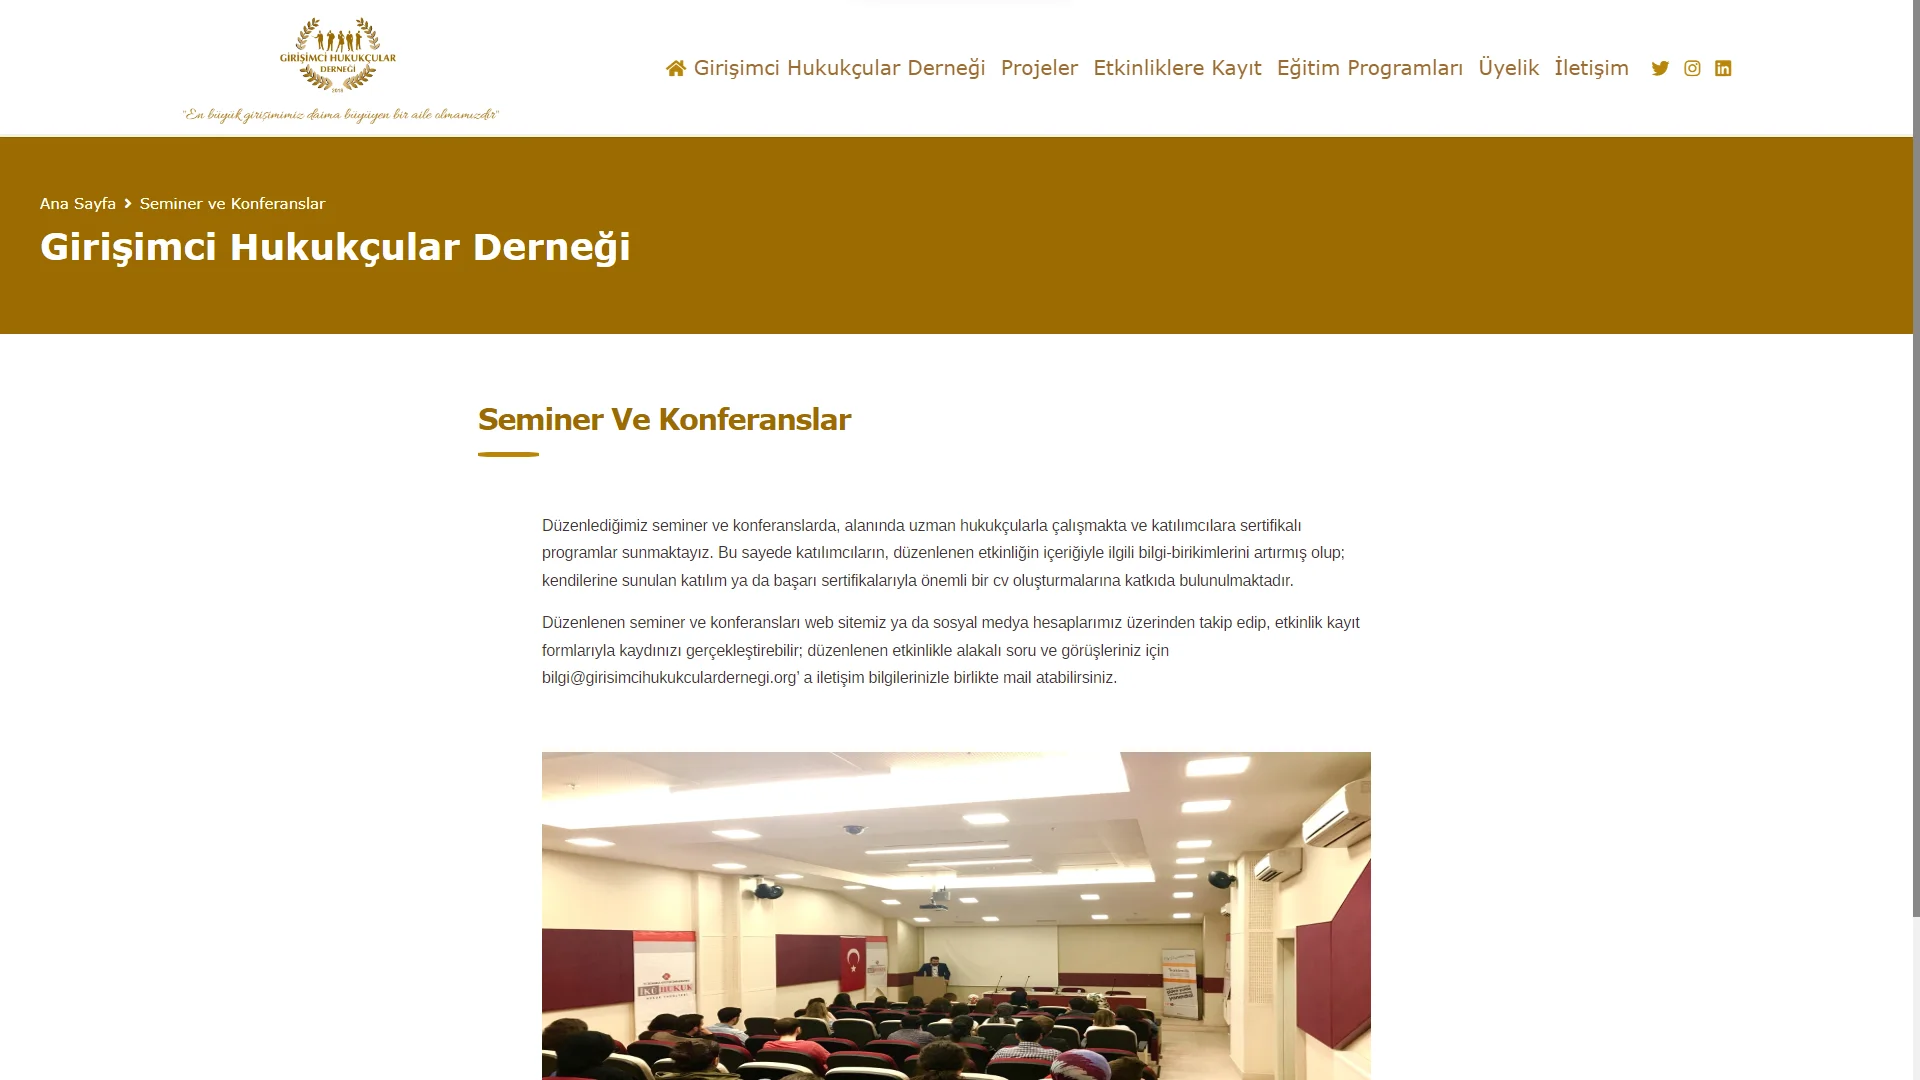 GİRİŞİMCİ HUKUKÇULAR
DERNEĞİ
2018
"En büyük girişimimiz daima büyüyen bir aile olmamızdır"
Girişimci Hukukçular Derneği Projeler Etkinliklere Kayıt Eğitim Programları Üyelik İletişim
Ana Sayfa Seminer ve Konferanslar
Girişimci Hukukçular Derneği
Seminer Ve Konferanslar
Düzenlediğimiz seminer ve konferanslarda, alanında uzman hukukçularla çalışmakta ve katılımcılara sertifikalı
programlar sunmaktayız. Bu sayede katılımcıların, düzenlenen etkinliğin içeriğiyle ilgili bilgi-birikimlerini artırmış olup;
kendilerine sunulan katılım ya da başarı sertifikalarıyla önemli bir cv oluşturmalarına katkıda bulunulmaktadır.
Düzenlenen seminer ve konferansları web sitemiz ya da sosyal medya hesaplarımız üzerinden takip edip, etkinlik kayıt
formlarıyla kaydınızı gerçekleştirebilir; düzenlenen etkinlikle alakalı soru ve görüşleriniz için
bilgi@girisimcihukukculardernegi.org’ a iletişim bilgilerinizle birlikte mail atabilirsiniz.
İKÜHUKUK